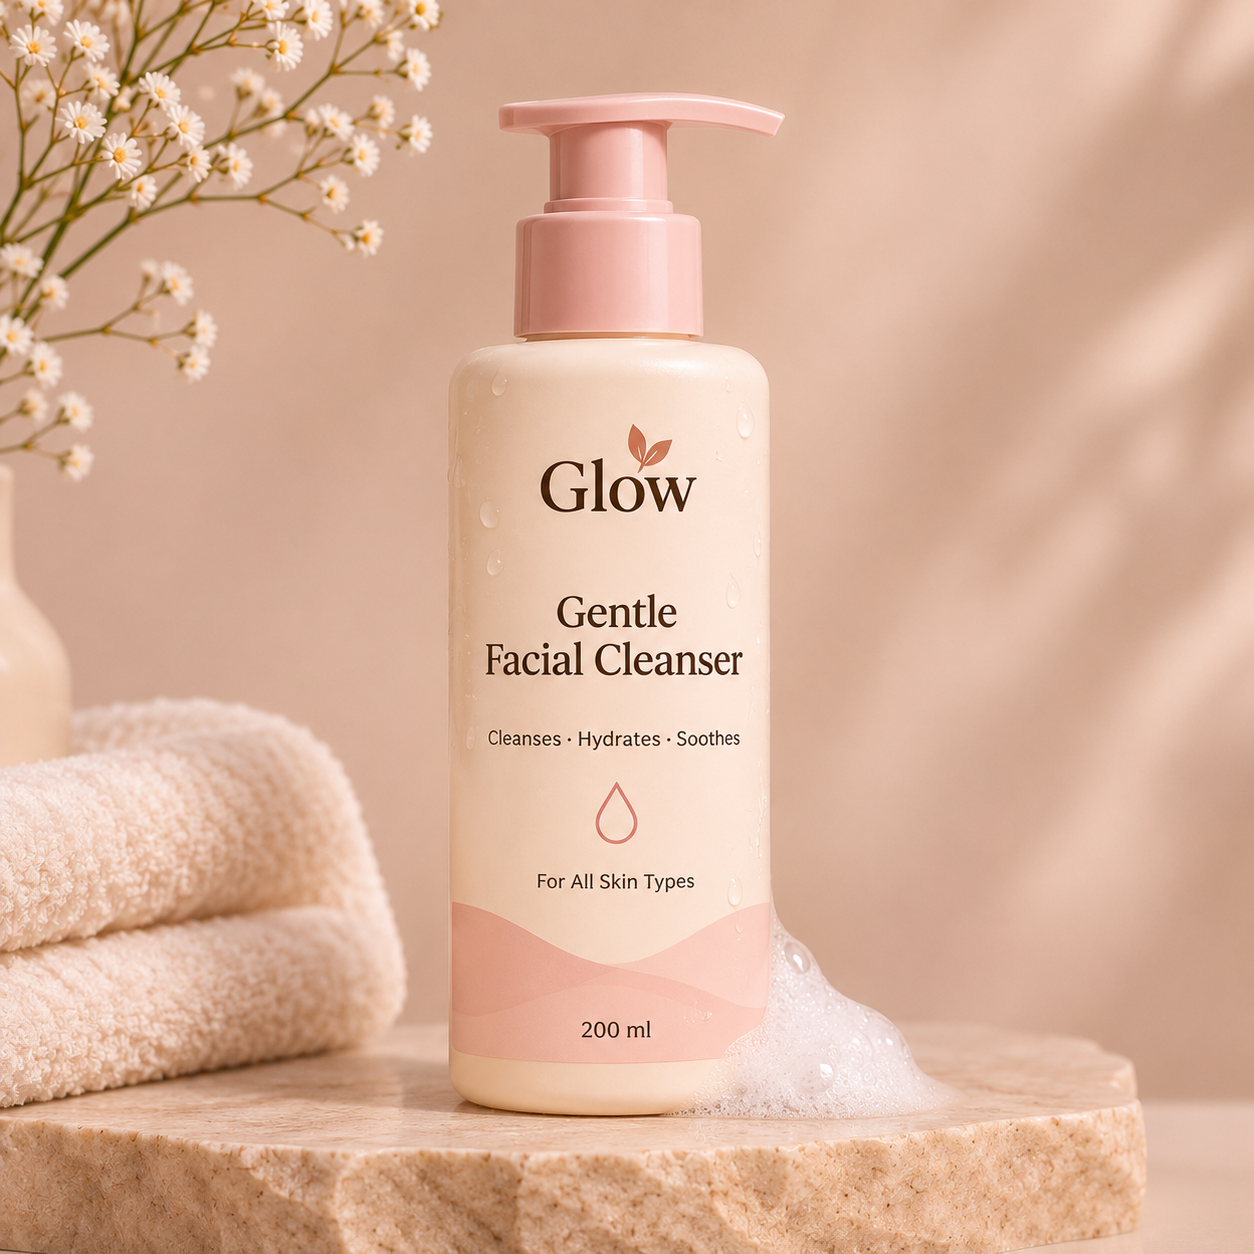 Glow
Gentle
Facial Cleanser
Cleanses · Hydrates · Soothes
For All Skin Types
200 ml